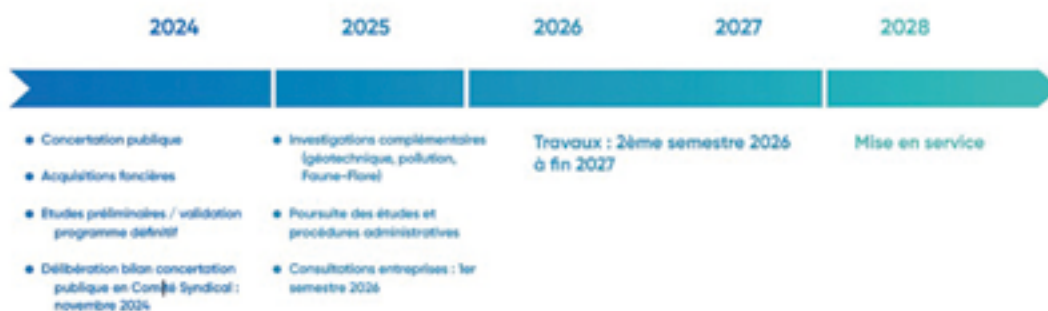 2024
2025
2026
2027
2028
• Concertation publique
• Acquisitions foncières
• Etudes préliminaires / validation
programme définitif
• Délibération bilan concertation
publique en Comité Syndical :
novembre 2024
• Investigations complémentaires
(géotechnique, pollution,
Faune-Flore)
• Poursuite des études et
procédures administratives
• Consultations entreprises : 1er
semestre 2026
Travaux : 2ème semestre 2026
à fin 2027
Mise en service